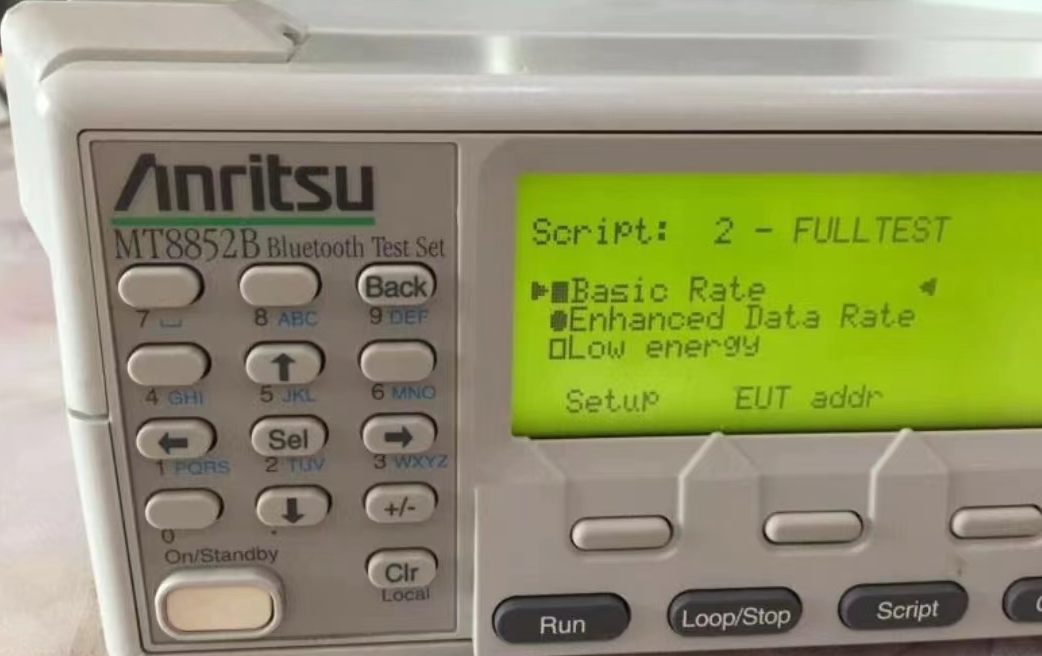 Anritsu
MT8852B Bluetooth Test Set
Back
7 8 ABC 9 DEF
4 GHI 5 JKL 6 MNO
Sel
1 PQRS 2 TUV 3 WXYZ
+/-
0 .
On/Standby
Clr
Local
Script: 2 - FULLTEST
Basic Rate
Enhanced Data Rate
Low energy
Setup EUT addr
Run Loop/Stop Script